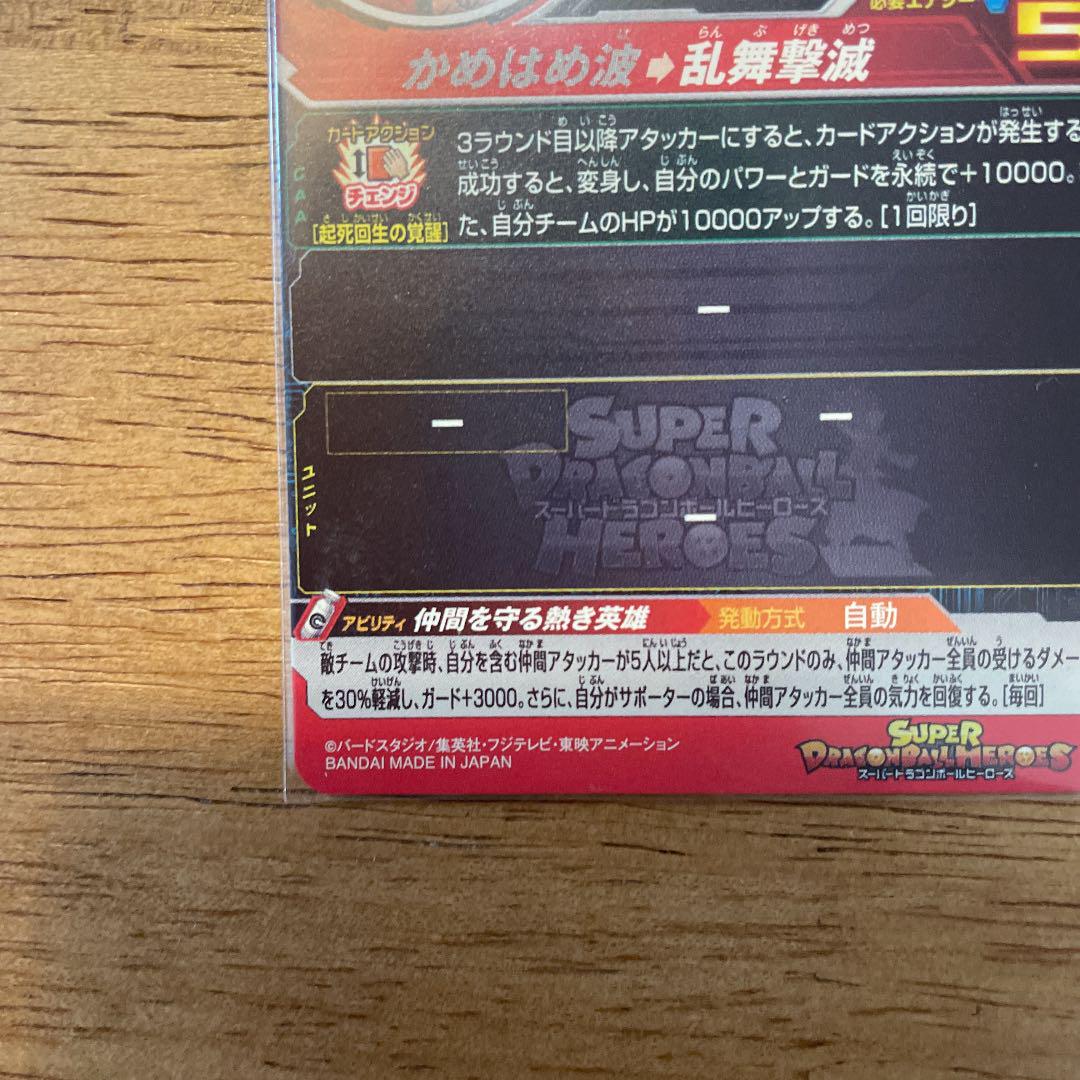 必要エナジー
5
かめはめ波→乱舞撃滅
カードアクション
チェンジ
[起死回生の覚醒]
CAA
3ラウンド目以降アタッカーにすると、カードアクションが発生する
成功すると、変身し、自分のパワーとガードを永続で+10000。
た、自分チームのHPが10000アップする。[1回限り]
ー
ー
ー
ユニット
SUPER
DRAGONBALL
スーパードラゴンボールヒーローズ
ー
HEROES
アビリティ 仲間を守る熱き英雄 発動方式 自動
敵チームの攻撃時、自分を含む仲間アタッカーが5人以上だと、このラウンドのみ、仲間アタッカー全員の受けるダメー
を30%軽減し、ガード+3000。さらに、自分がサポーターの場合、仲間アタッカー全員の気力を回復する。[毎回]
©バードスタジオ/集英社・フジテレビ・東映アニメーション
BANDAI MADE IN JAPAN
SUPER
DRAGONBALL HEROES
スーパードラゴンボールヒーローズ